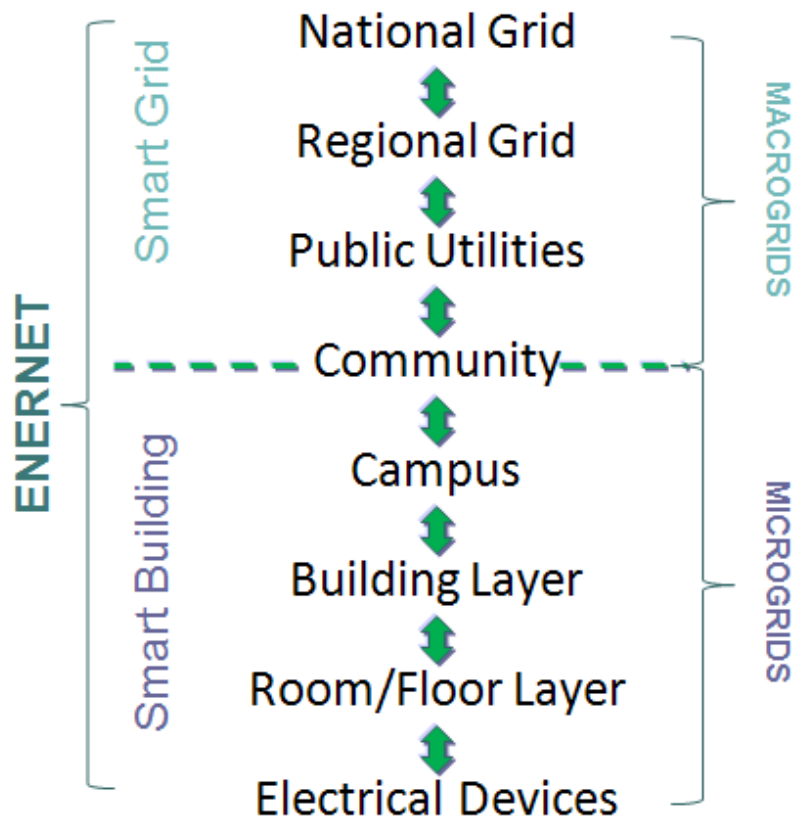 National Grid
Regional Grid
Public Utilities
Community
Campus
Building Layer
Room/Floor Layer
Electrical Devices
ENERNET
Smart Grid
Smart Building
MACROGRIDS
MICROGRIDS